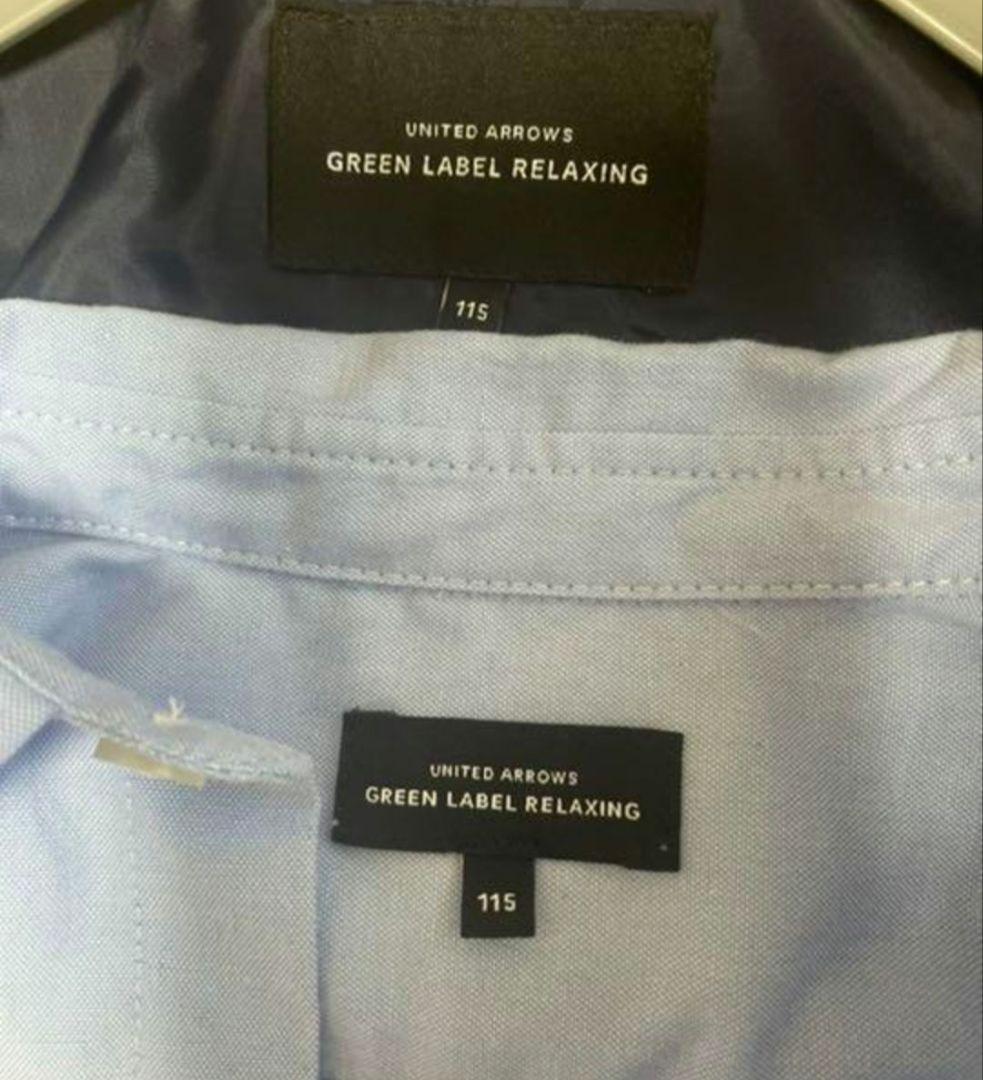 UNITED ARROWS
GREEN LABEL RELAXING
115
UNITED ARROWS
GREEN LABEL RELAXING
115